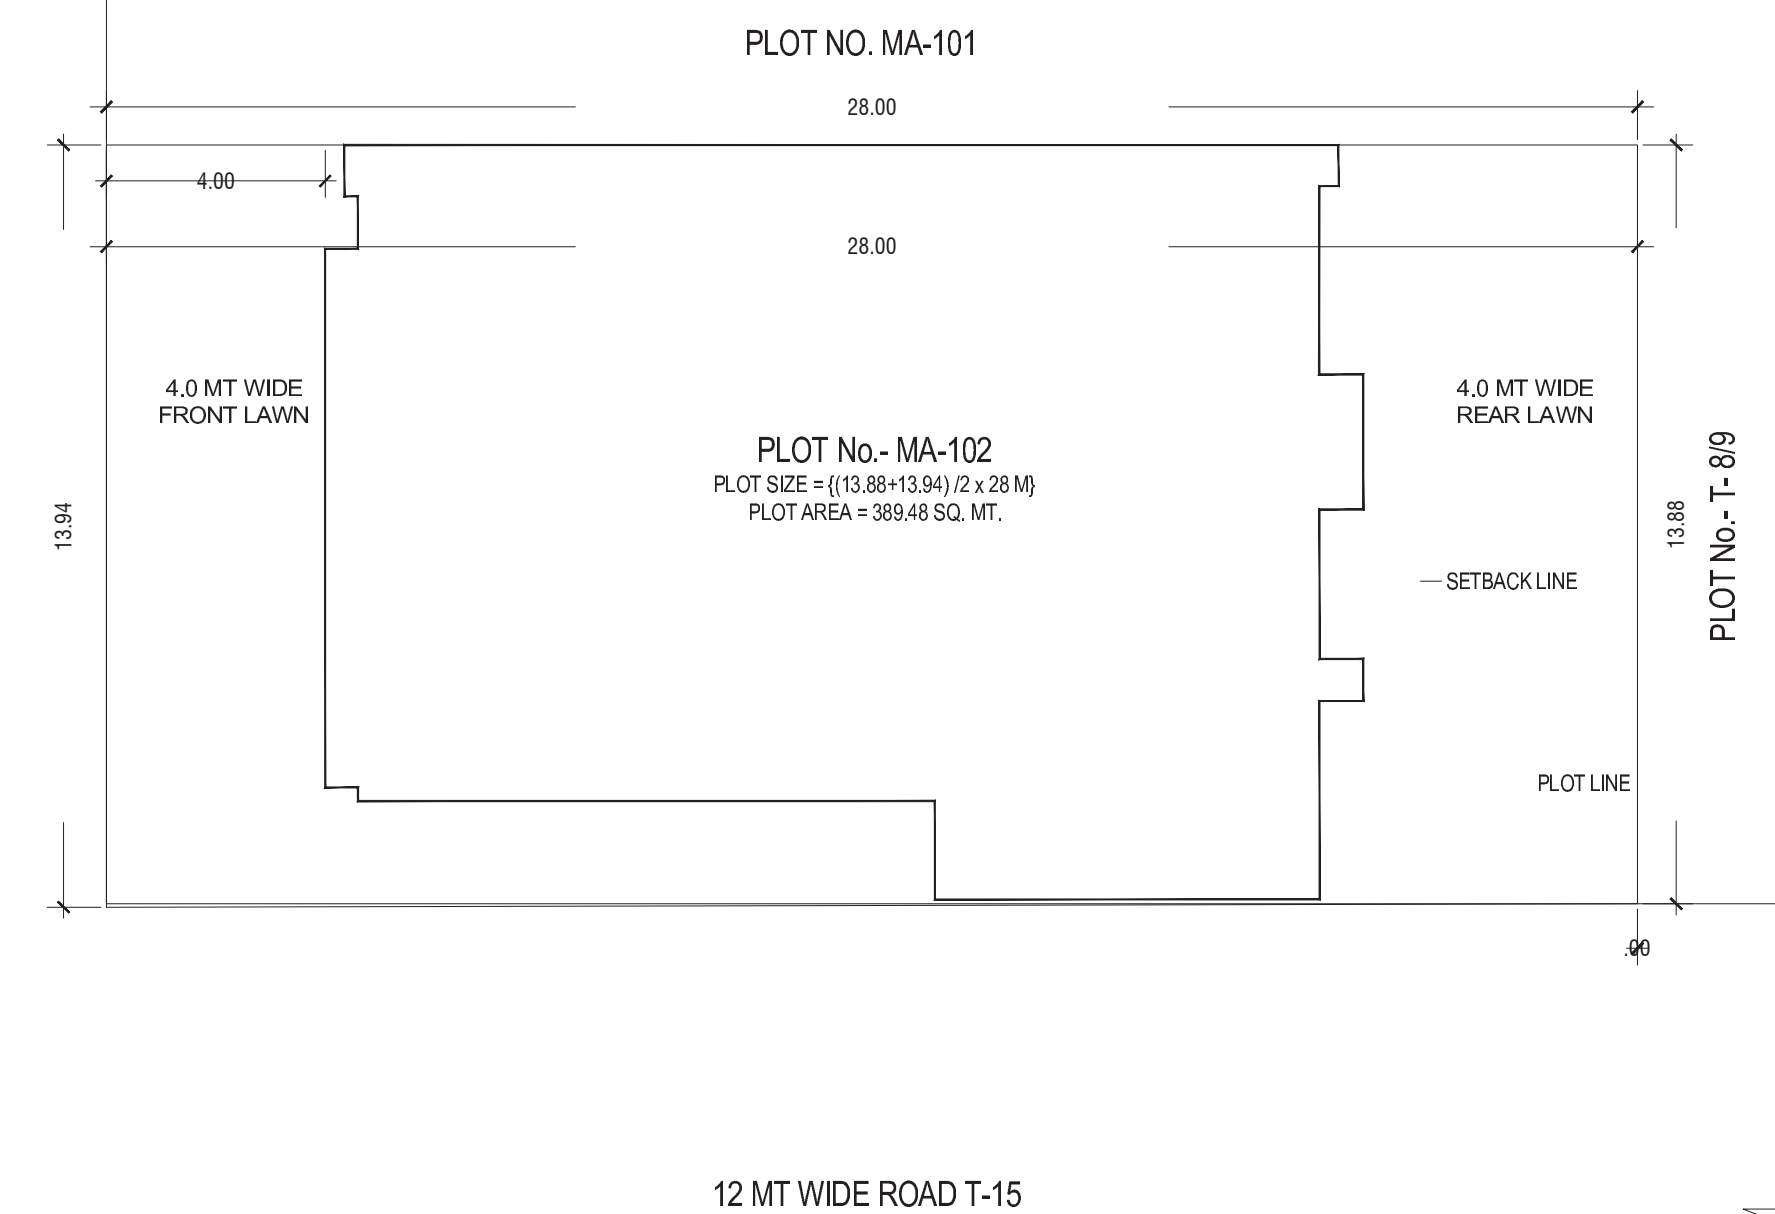 PLOT NO. MA-101
28.00
4.00
28.00
4.0 MT WIDE
FRONT LAWN
4.0 MT WIDE
REAR LAWN
PLOT No.- MA-102
PLOT SIZE = {(13.88+13.94) /2 x 28 M}
PLOT AREA = 389.48 SQ. MT.
13.94
13.88
PLOT No.- T- 8/9
SETBACK LINE
PLOT LINE
.00
12 MT WIDE ROAD T-15